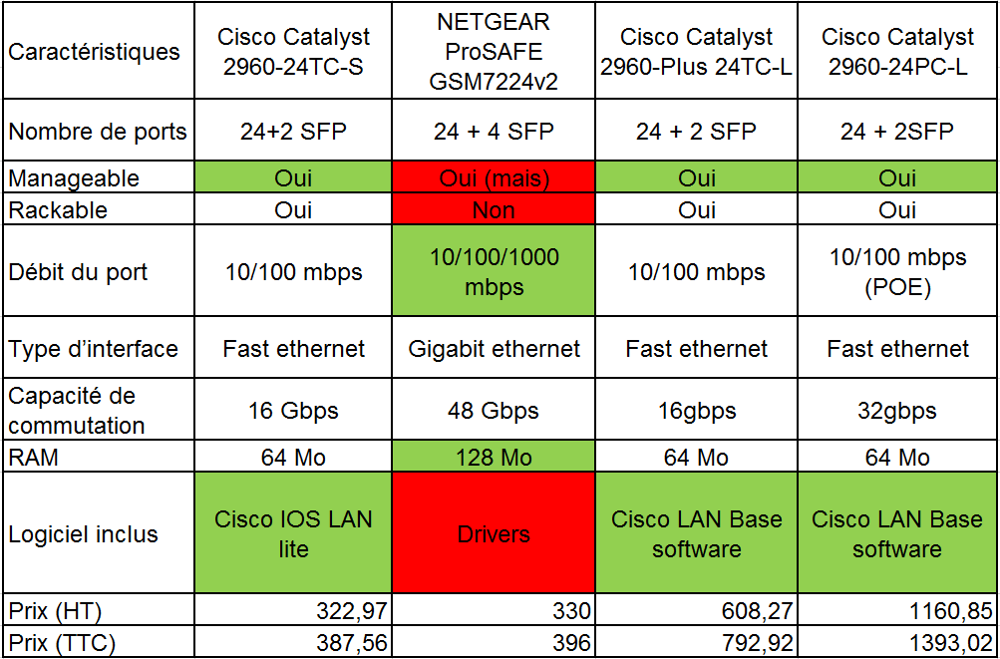 Caractéristiques
Cisco Catalyst
2960-24TC-S
NETGEAR
ProSAFE
GSM7224v2
Cisco Catalyst
2960-Plus 24TC-L
Cisco Catalyst
2960-24PC-L
Nombre de ports
24+2 SFP
24 + 4 SFP
24 + 2 SFP
24 + 2SFP
Manageable
Oui
Oui (mais)
Oui
Oui
Rackable
Oui
Non
Oui
Oui
Débit du port
10/100 mbps
10/100/1000
mbps
10/100 mbps
10/100 mbps
(POE)
Type d’interface
Fast ethernet
Gigabit ethernet
Fast ethernet
Fast ethernet
Capacité de
commutation
16 Gbps
48 Gbps
16gbps
32gbps
RAM
64 Mo
128 Mo
64 Mo
64 Mo
Logiciel inclus
Cisco IOS LAN
lite
Drivers
Cisco LAN Base
software
Cisco LAN Base
software
Prix (HT)
322,97
330
608,27
1160,85
Prix (TTC)
387,56
396
792,92
1393,02